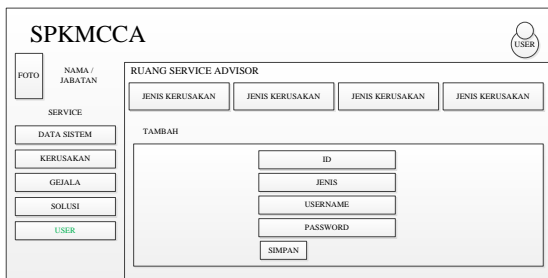 SPKMCCA
USER
FOTO
NAMA /
JABATAN
SERVICE
DATA SISTEM
KERUSAKAN
GEJALA
SOLUSI
USER
RUANG SERVICE ADVISOR
JENIS KERUSAKAN JENIS KERUSAKAN JENIS KERUSAKAN JENIS KERUSAKAN
TAMBAH
ID
JENIS
USERNAME
PASSWORD
SIMPAN